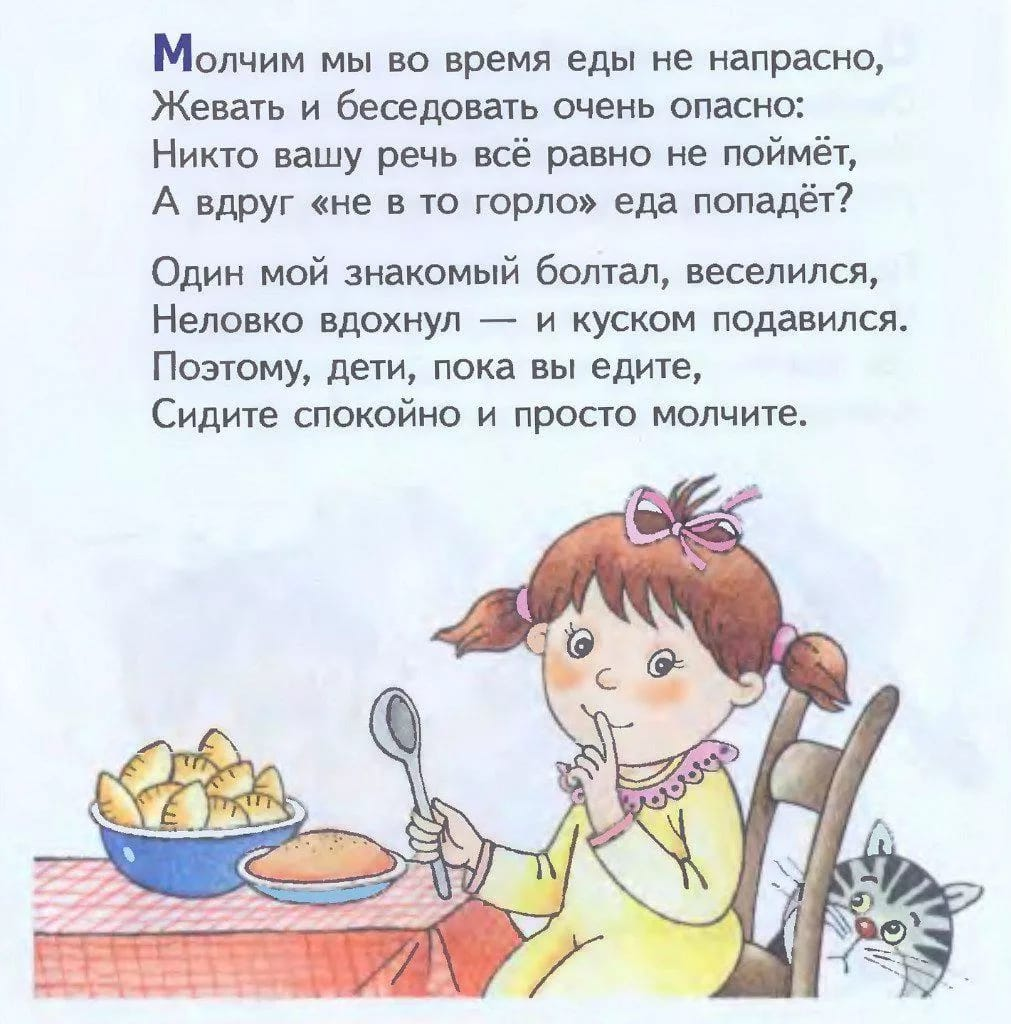 Молчим мы во время еды не напрасно,
Жевать и беседовать очень опасно:
Никто вашу речь всё равно не поймёт,
А вдруг «не в то горло» еда попадёт?
Один мой знакомый болтал, веселился,
Неловко вдохнул — и куском подавился.
Поэтому, дети, пока вы едите,
Сидите спокойно и просто молчите.